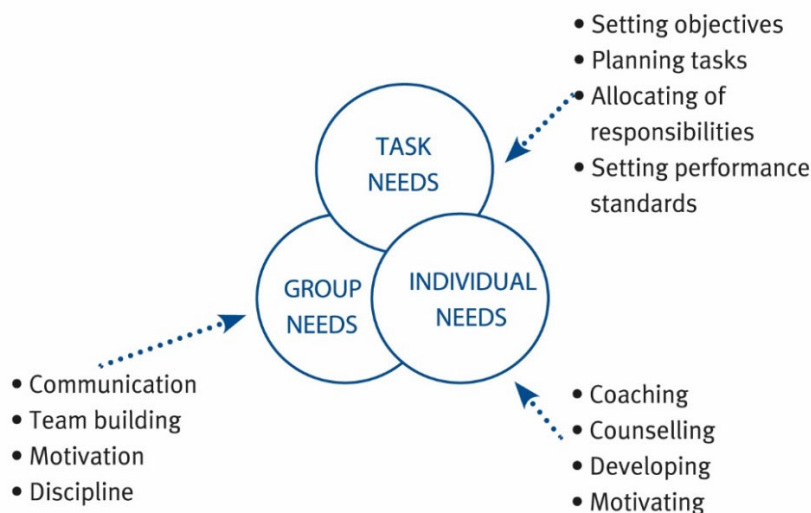 • Setting objectives
• Planning tasks
• Allocating of
responsibilities
• Setting performance
standards
TASK
NEEDS
GROUP
NEEDS
INDIVIDUAL
NEEDS
• Communication
• Team building
• Motivation
• Discipline
• Coaching
• Counselling
• Developing
• Motivating